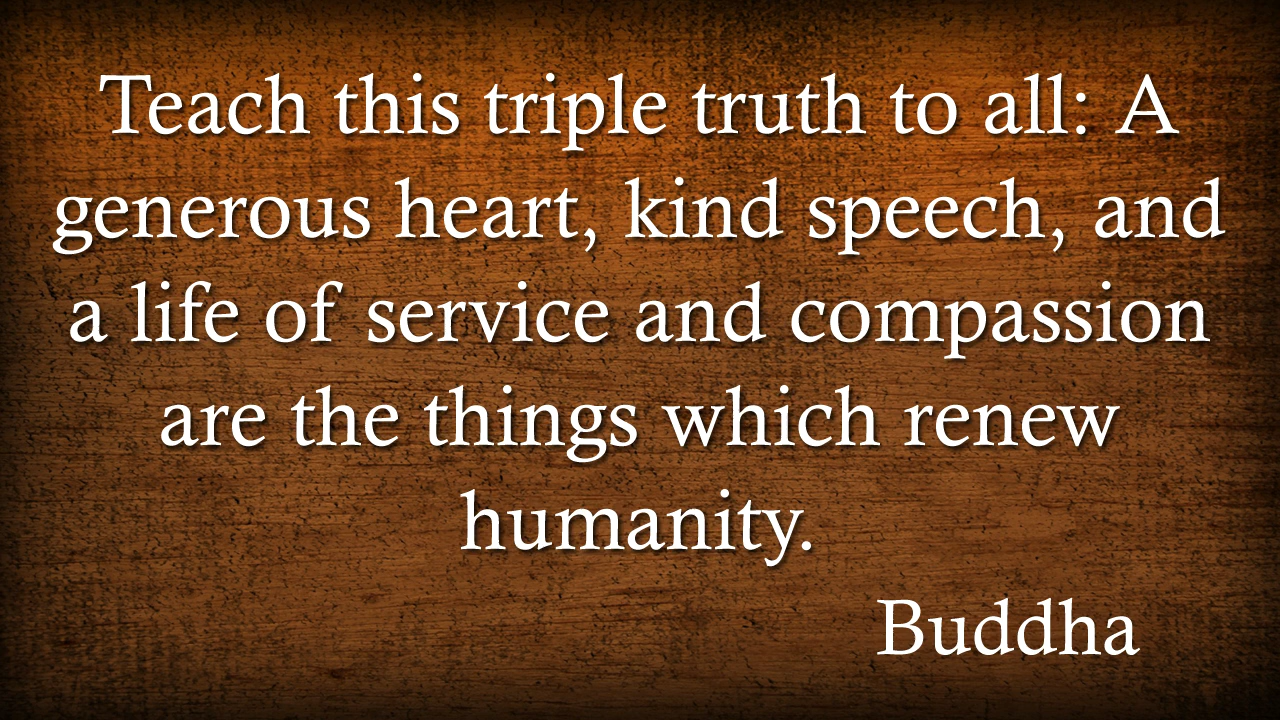 Teach this triple truth to all: A
generous heart, kind speech, and
a life of service and compassion
are the things which renew
humanity.
Buddha